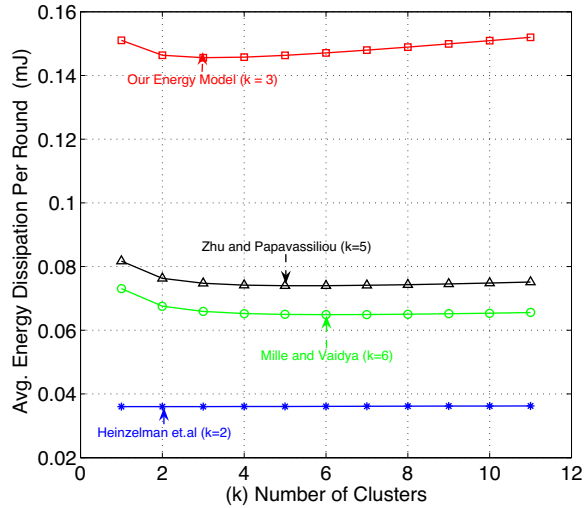 0.16
0.14
0.12
0.1
0.08
0.06
0.04
0.02
Avg. Energy Dissipation Per Round (mJ)
Our Energy Model (k = 3)
Zhu and Papavassiliou (k=5)
Mille and Vaidya (k=6)
Heinzelman et.al (k=2)
0 2 4 6 8 10 12
(k) Number of Clusters